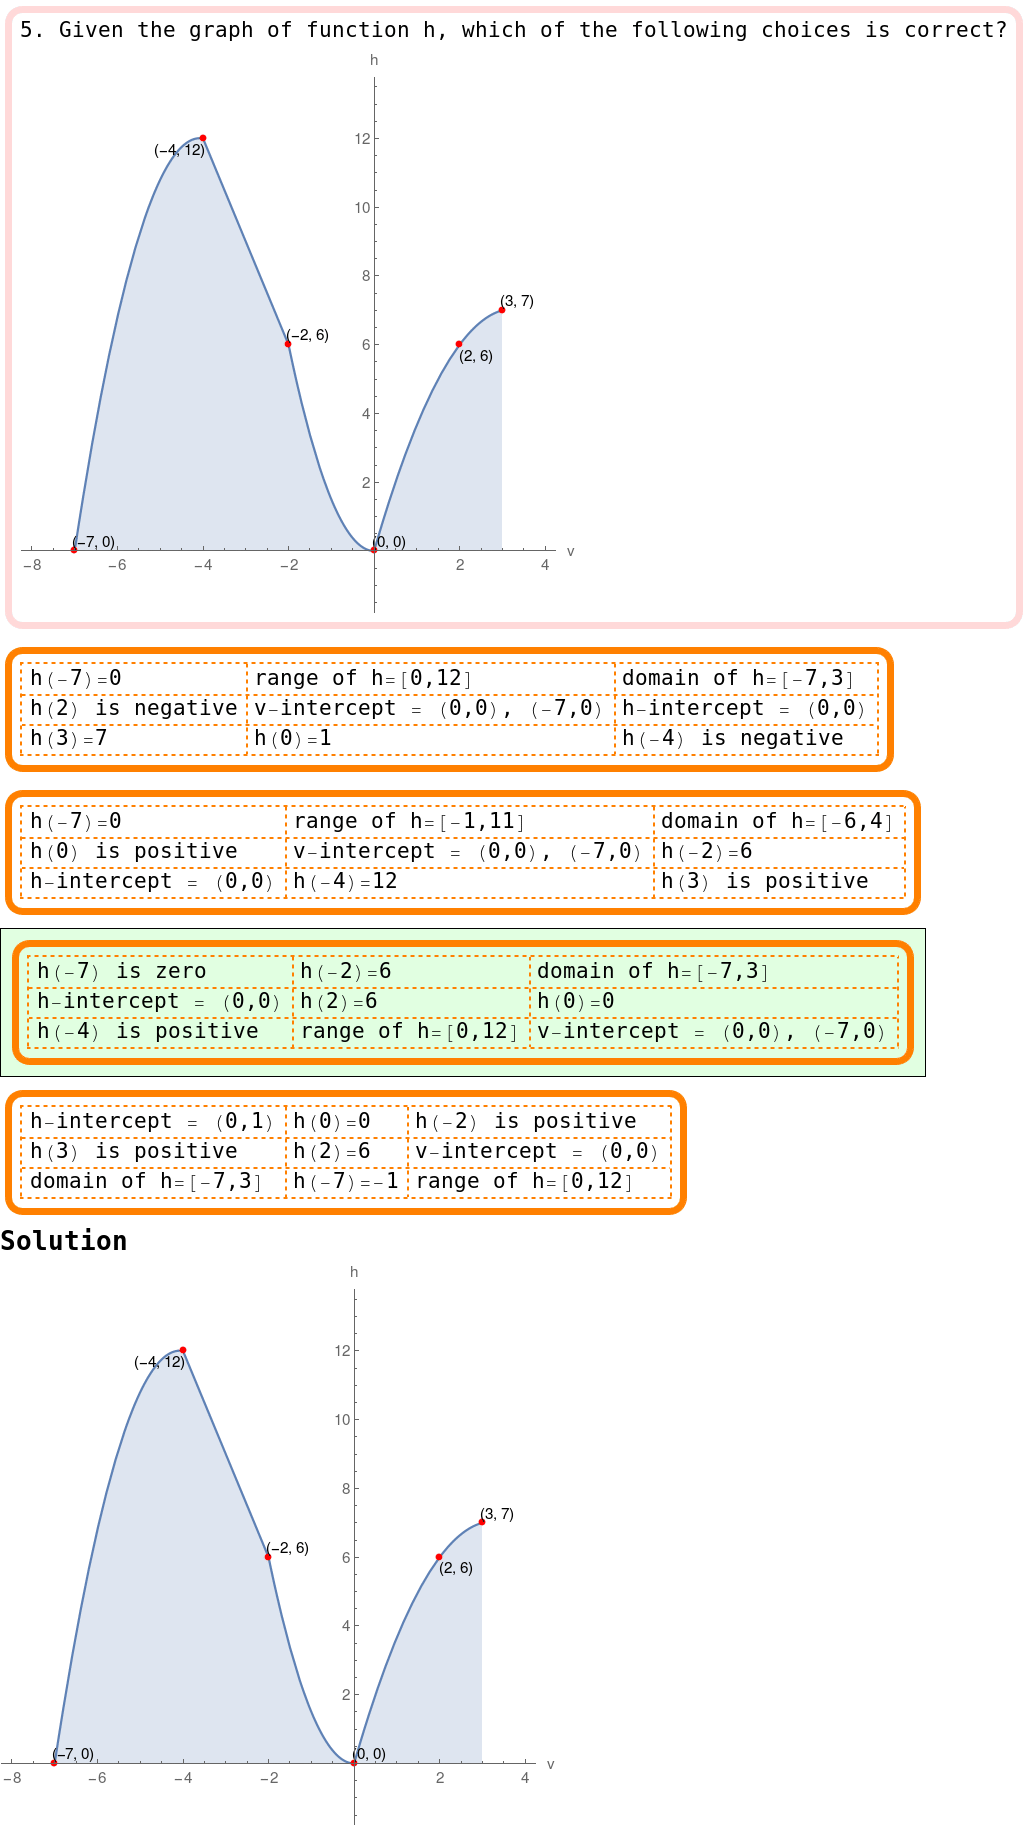 5. Given the graph of function h, which of the following choices is correct?
h
(−4, 12)
12
10
8
(3, 7)
(−2, 6)
6
(2, 6)
4
2
(−7, 0)
(0, 0)
v
−8 −6 −4 −2 2 4
h(-7)=0 range of h=[0,12] domain of h=[-7,3]
h(2) is negative v-intercept = (0,0), (-7,0) h-intercept = (0,0)
h(3)=7 h(0)=1 h(-4) is negative
h(-7)=0 range of h=[-1,11] domain of h=[-6,4]
h(0) is positive v-intercept = (0,0), (-7,0) h(-2)=6
h-intercept = (0,0) h(-4)=12 h(3) is positive
h(-7) is zero h(-2)=6 domain of h=[-7,3]
h-intercept = (0,0) h(2)=6 h(0)=0
h(-4) is positive range of h=[0,12] v-intercept = (0,0), (-7,0)
h-intercept = (0,1) h(0)=0 h(-2) is positive
h(3) is positive h(2)=6 v-intercept = (0,0)
domain of h=[-7,3] h(-7)=-1 range of h=[0,12]
Solution
h
(−4, 12)
12
10
8
(3, 7)
(−2, 6)
6
(2, 6)
4
2
(−7, 0)
(0, 0)
v
−8 −6 −4 −2 2 4